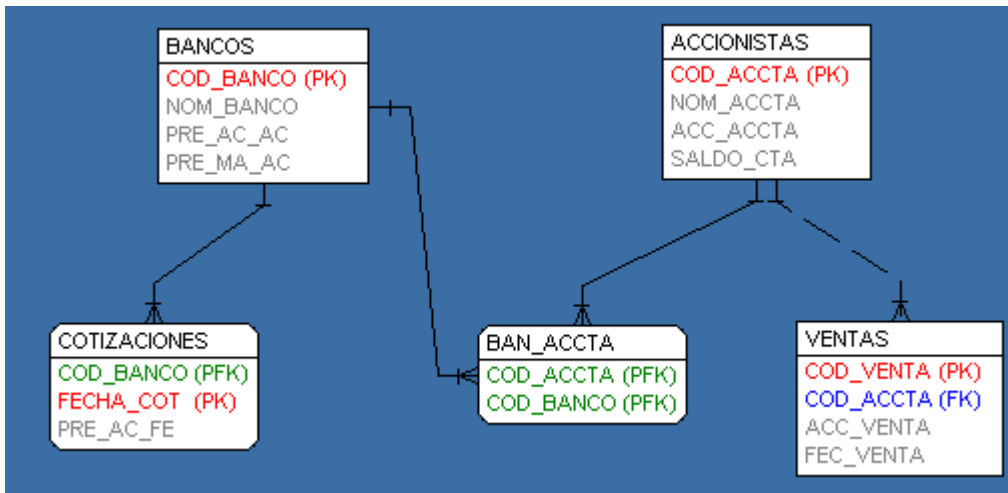 BANCOS
COD_BANCO (PK)
NOM_BANCO
PRE_AC_AC
PRE_MA_AC
ACCIONISTAS
COD_ACCTA (PK)
NOM_ACCTA
ACC_ACCTA
SALDO_CTA
COTIZACIONES
COD_BANCO (PFK)
FECHA_COT (PK)
PRE_AC_FE
BAN_ACCTA
COD_ACCTA (PFK)
COD_BANCO (PFK)
VENTAS
COD_VENTA (PK)
COD_ACCTA (FK)
ACC_VENTA
FEC_VENTA